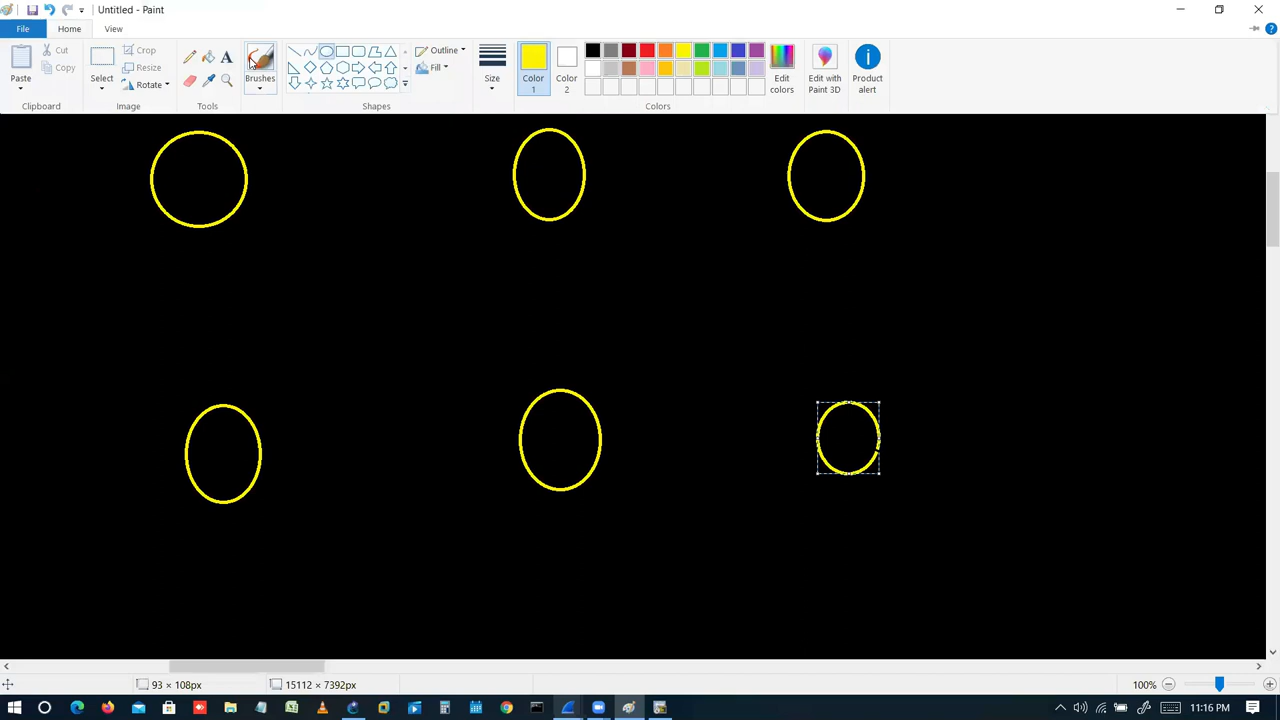 Untitled - Paint
File Home View
Paste
Cut
Copy
Clipboard
Select
Crop
Resize
Rotate
Image
Tools
Brushes
Shapes
Outline
Fill
Size
Color 1
Color 2
Colors
Edit colors
Edit with Paint 3D
Product alert
93 × 108px
15112 × 7392px
100%
11:16 PM